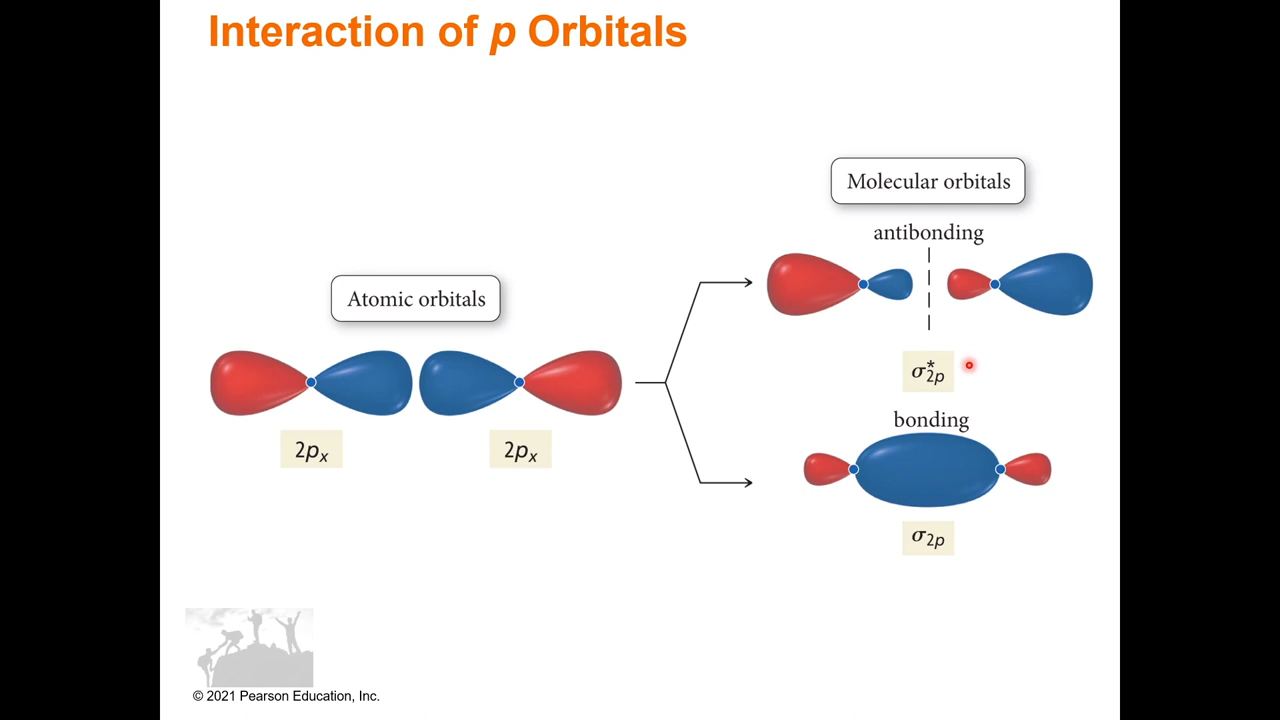 Interaction of p Orbitals
Atomic orbitals
2pₓ
2pₓ
Molecular orbitals
antibonding
σ*2p
bonding
σ2p
© 2021 Pearson Education, Inc.